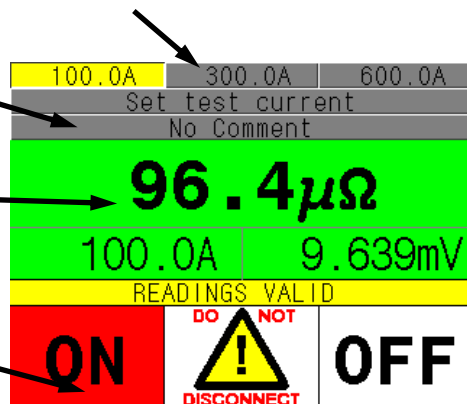 100.0A 300.0A 600.0A
Set test current
No Comment
96.4μΩ
100.0A 9.639mV
READINGS VALID
DO NOT
ON ! OFF
DISCONNECT